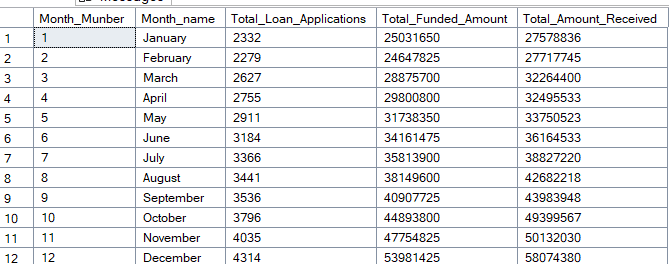 Messages
Month_Munber Month_name Total_Loan_Applications Total_Funded_Amount Total_Amount_Received
1 1 January 2332 25031650 27578836
2 2 February 2279 24647825 27717745
3 3 March 2627 28875700 32264400
4 4 April 2755 29800800 32495533
5 5 May 2911 31738350 33750523
6 6 June 3184 34161475 36164533
7 7 July 3366 35813900 38827220
8 8 August 3441 38149600 42682218
9 9 September 3536 40907725 43983948
10 10 October 3796 44893800 49399567
11 11 November 4035 47754825 50132030
12 12 December 4314 53981425 58074380